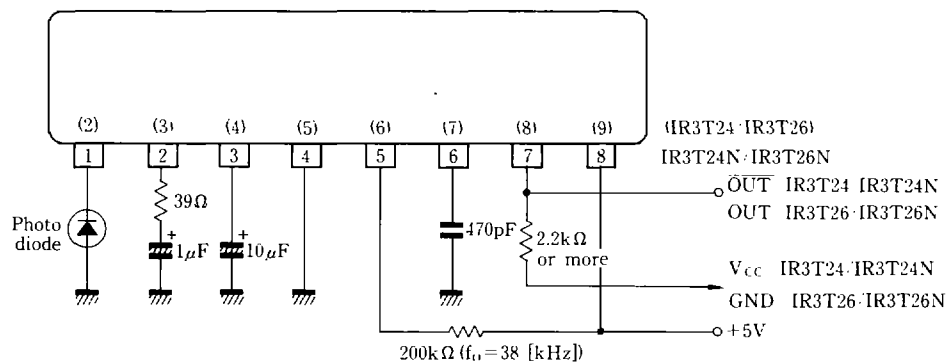 (2) (3) (4) (5) (6) (7) (8) (9) (IR3T24·IR3T26)
1 2 3 4 5 6 7 8 IR3T24N/IR3T26N
OUT IR3T24 IR3T24N
OUT IR3T26·IR3T26N
39Ω
Photo
diode
+
1μF
+
10μF
470pF
2.2kΩ
or more
VCC IR3T24/IR3T24N
GND IR3T26/IR3T26N
+5V
200kΩ (f0=38 [kHz])